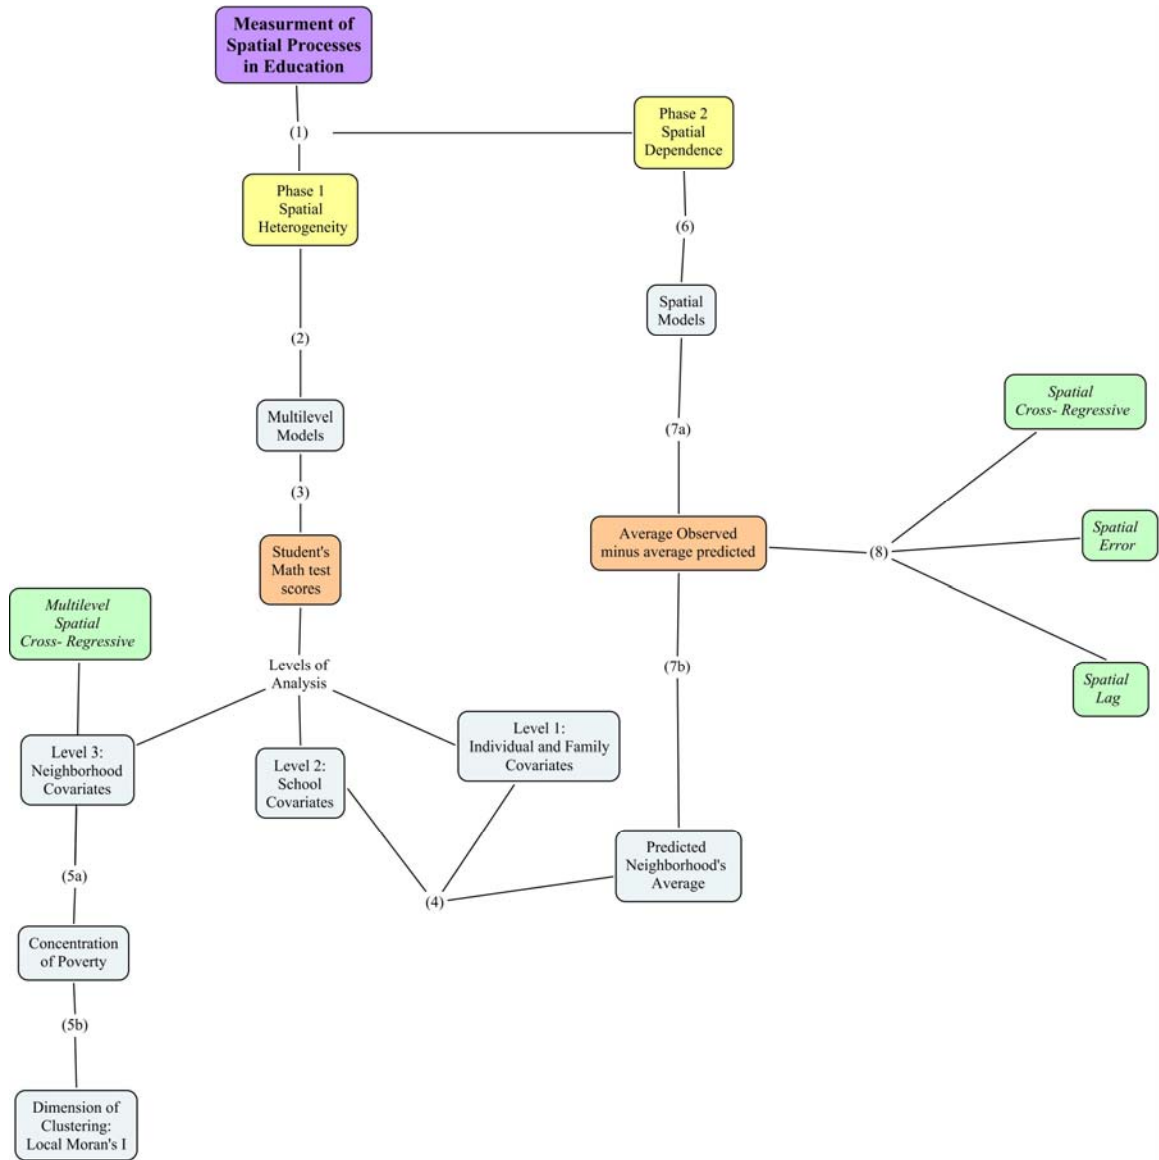 Measurment of
Spatial Processes
in Education
(1)
Phase 2
Spatial
Dependence
Phase 1
Spatial
Heterogeneity
(6)
Spatial
Models
(2)
Multilevel
Models
(7a)
Spatial
Cross- Regressive
(3)
Average Observed
minus average predicted
(8)
Spatial
Error
Student's
Math test
scores
Multilevel
Spatial
Cross- Regressive
Levels of
Analysis
(7b)
Spatial
Lag
Level 3:
Neighborhood
Covariates
Level 2:
School
Covariates
Level 1:
Individual and Family
Covariates
(5a)
(4)
Predicted
Neighborhood's
Average
Concentration
of Poverty
(5b)
Dimension of
Clustering:
Local Moran's I